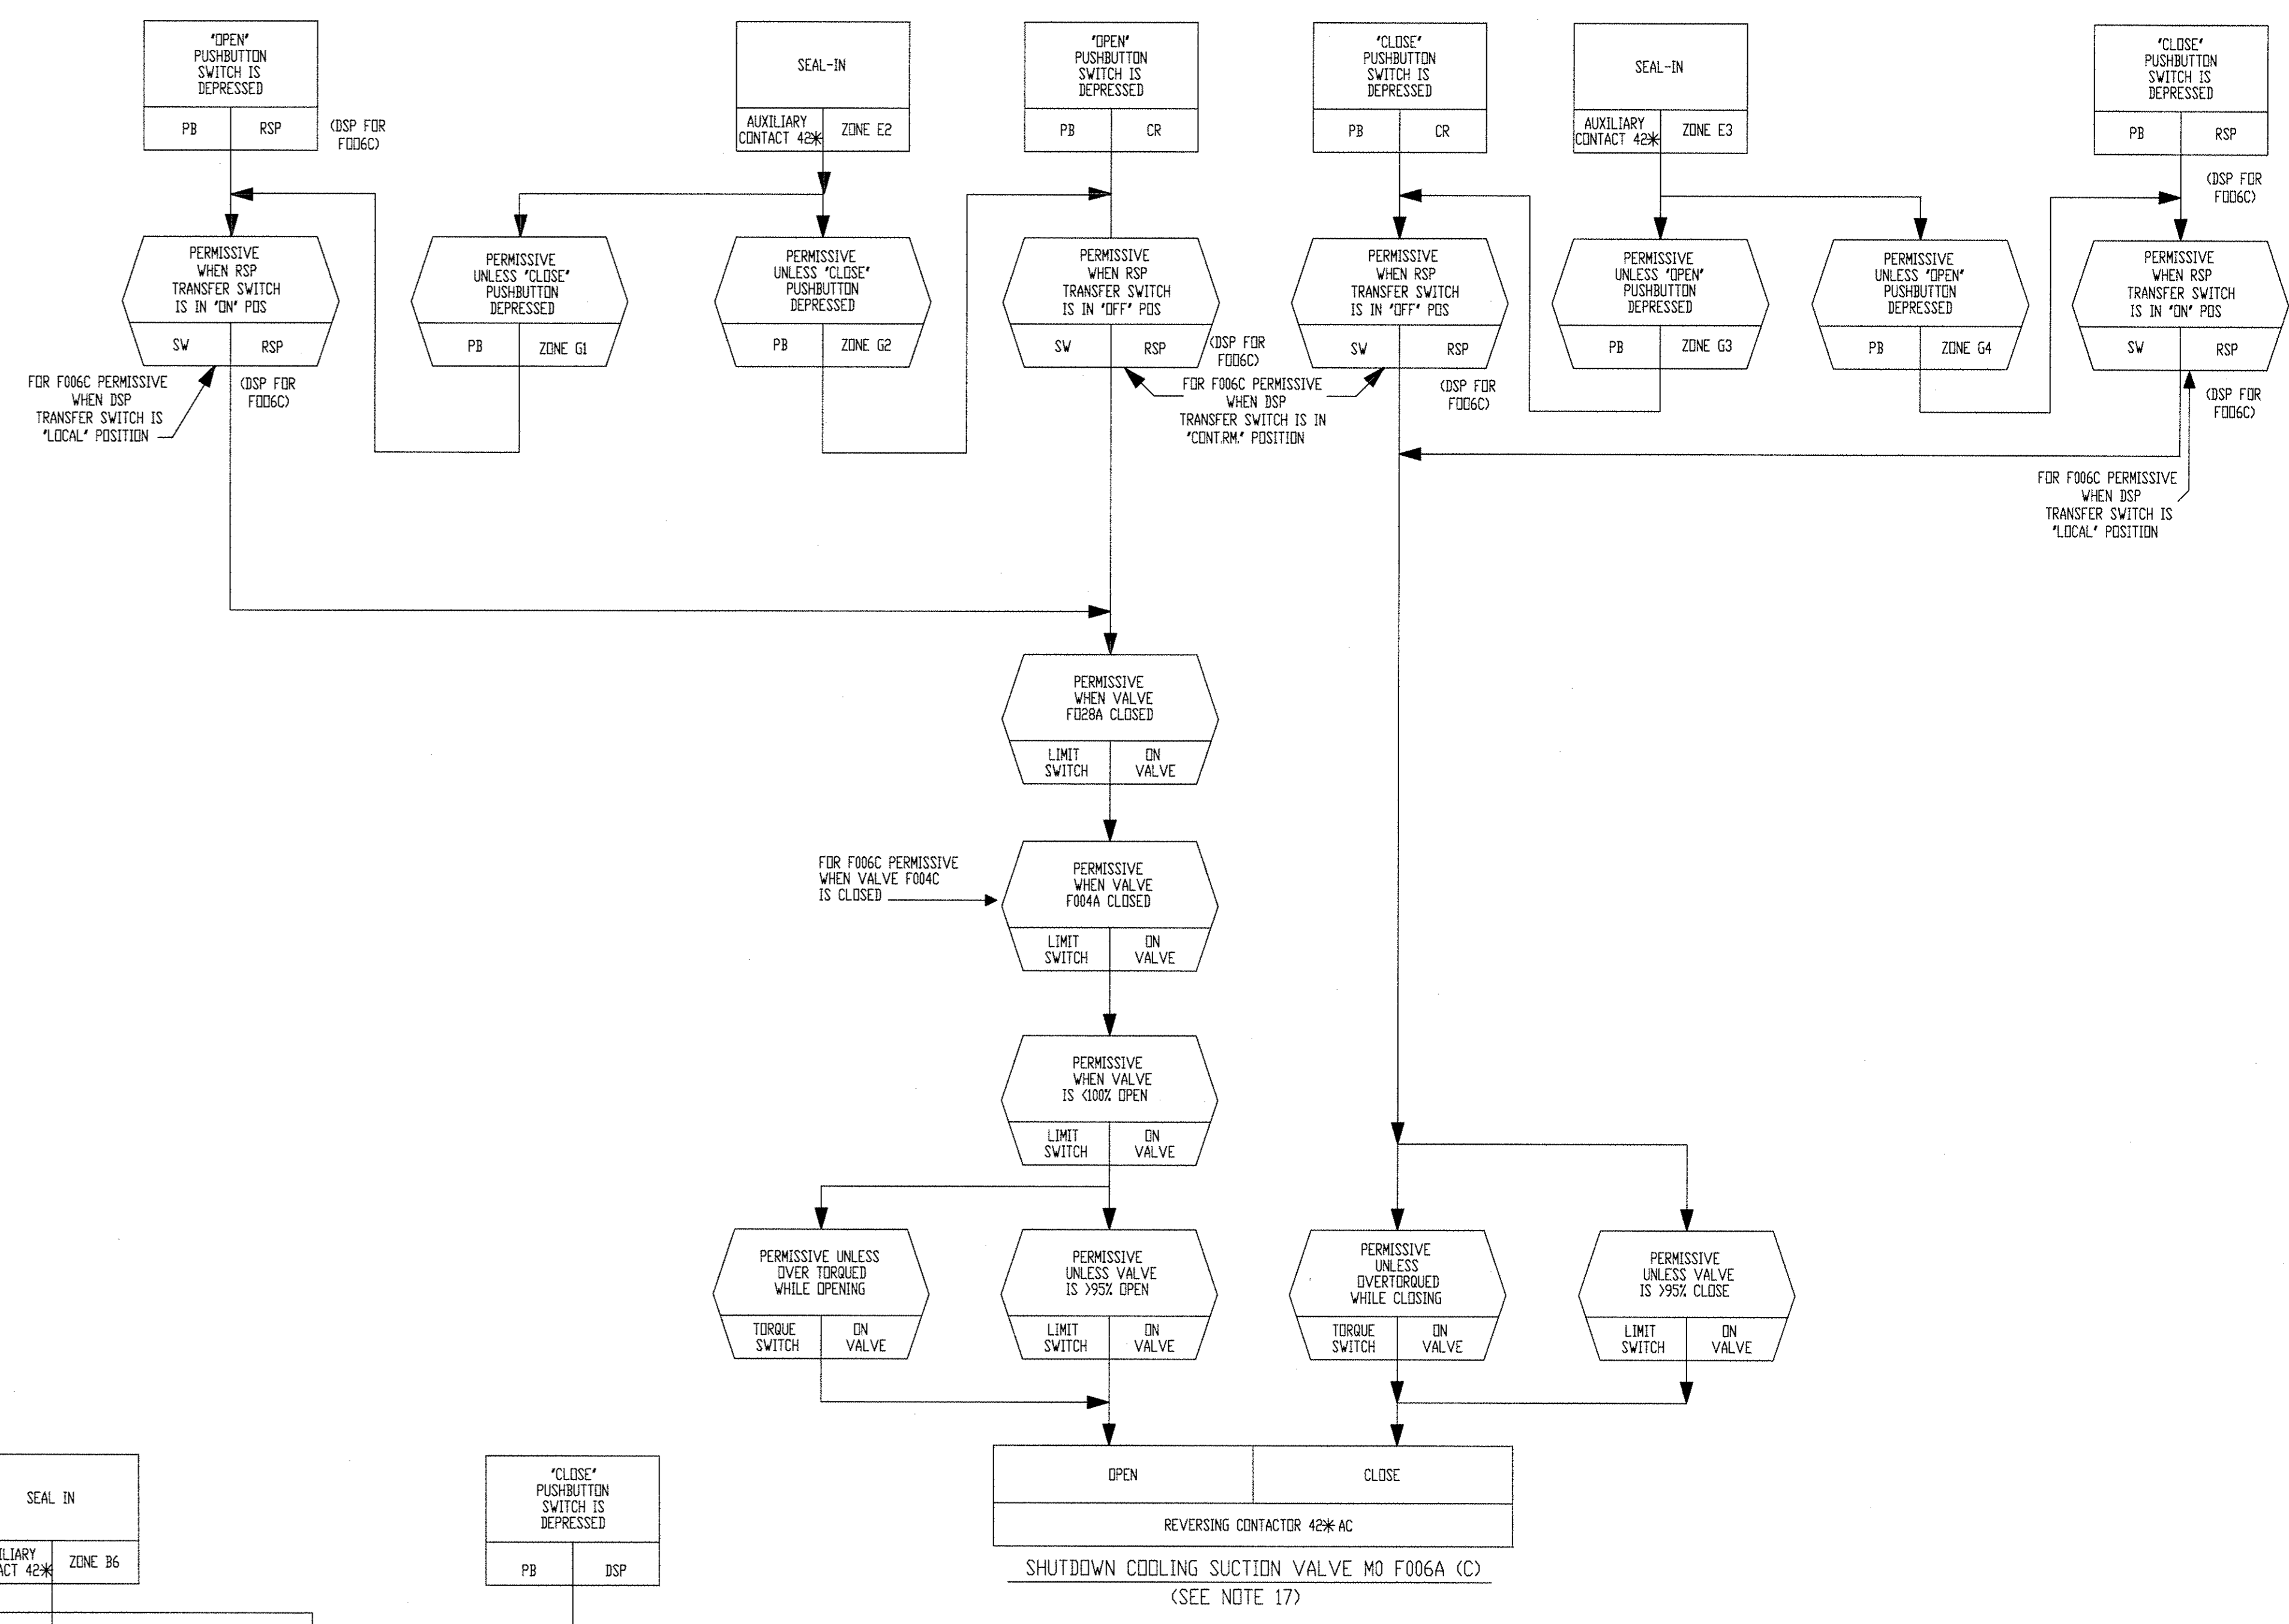 "OPEN"
PUSHBUTTON
SWITCH IS
DEPRESSED
PB
RSP
(DSP FOR
F006C)
SEAL-IN
AUXILIARY
CONTACT 42*
ZONE E2
"OPEN"
PUSHBUTTON
SWITCH IS
DEPRESSED
PB
CR
"CLOSE"
PUSHBUTTON
SWITCH IS
DEPRESSED
PB
CR
SEAL-IN
AUXILIARY
CONTACT 42*
ZONE E3
"CLOSE"
PUSHBUTTON
SWITCH IS
DEPRESSED
PB
RSP
(DSP FOR
F006C)
PERMISSIVE
WHEN RSP
TRANSFER SWITCH
IS IN "ON" POS
SW
RSP
(DSP FOR
F006C)
FOR F006C PERMISSIVE
WHEN DSP
TRANSFER SWITCH IS
"LOCAL" POSITION
PERMISSIVE
UNLESS "CLOSE"
PUSHBUTTON
DEPRESSED
PB
ZONE G1
PERMISSIVE
UNLESS "CLOSE"
PUSHBUTTON
DEPRESSED
PB
ZONE G2
PERMISSIVE
WHEN RSP
TRANSFER SWITCH
IS IN "OFF" POS
SW
RSP
(DSP FOR
F006C)
FOR F006C PERMISSIVE
WHEN DSP
TRANSFER SWITCH IS IN
"CONT.RM." POSITION
PERMISSIVE
WHEN RSP
TRANSFER SWITCH
IS IN "OFF" POS
SW
RSP
(DSP FOR
F006C)
PERMISSIVE
UNLESS "OPEN"
PUSHBUTTON
DEPRESSED
PB
ZONE G3
PERMISSIVE
UNLESS "OPEN"
PUSHBUTTON
DEPRESSED
PB
ZONE G4
PERMISSIVE
WHEN RSP
TRANSFER SWITCH
IS IN "ON" POS
SW
RSP
(DSP FOR
F006C)
FOR F006C PERMISSIVE
WHEN DSP
TRANSFER SWITCH IS
"LOCAL" POSITION
PERMISSIVE
WHEN VALVE
F028A CLOSED
LIMIT
SWITCH
ON
VALVE
FOR F006C PERMISSIVE
WHEN VALVE F004C
IS CLOSED
PERMISSIVE
WHEN VALVE
F004A CLOSED
LIMIT
SWITCH
ON
VALVE
PERMISSIVE
WHEN VALVE
IS <100% OPEN
LIMIT
SWITCH
ON
VALVE
PERMISSIVE UNLESS
OVER TORQUED
WHILE OPENING
TORQUE
SWITCH
ON
VALVE
PERMISSIVE
UNLESS VALVE
IS >95% OPEN
LIMIT
SWITCH
ON
VALVE
PERMISSIVE
UNLESS
OVERTORQUED
WHILE CLOSING
TORQUE
SWITCH
ON
VALVE
PERMISSIVE
UNLESS VALVE
IS >95% CLOSE
LIMIT
SWITCH
ON
VALVE
OPEN
CLOSE
REVERSING CONTACTOR 42* AC
SHUTDOWN COOLING SUCTION VALVE MO F006A (C)
(SEE NOTE 17)
SEAL IN
ILIARY
ACT 42*
ZONE B6
"CLOSE"
PUSHBUTTON
SWITCH IS
DEPRESSED
PB
DSP